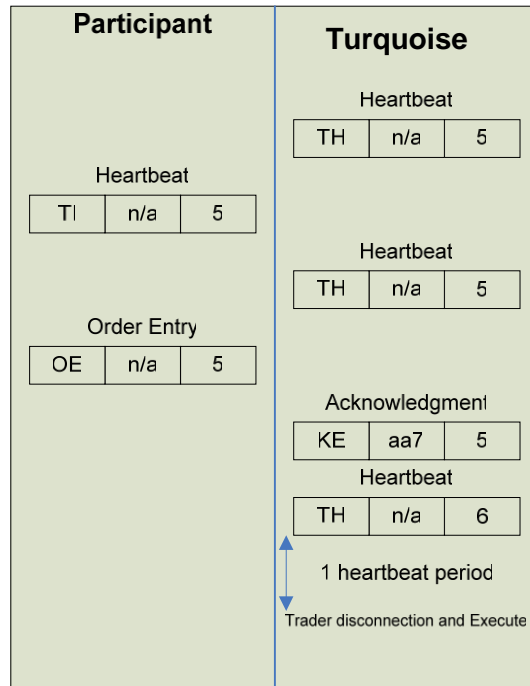 Participant
Turquoise
Heartbeat
TH n/a 5
Heartbeat
TI n/a 5
Heartbeat
TH n/a 5
Order Entry
OE n/a 5
Acknowledgment
KE aa7 5
Heartbeat
TH n/a 6
1 heartbeat period
Trader disconnection and Execute